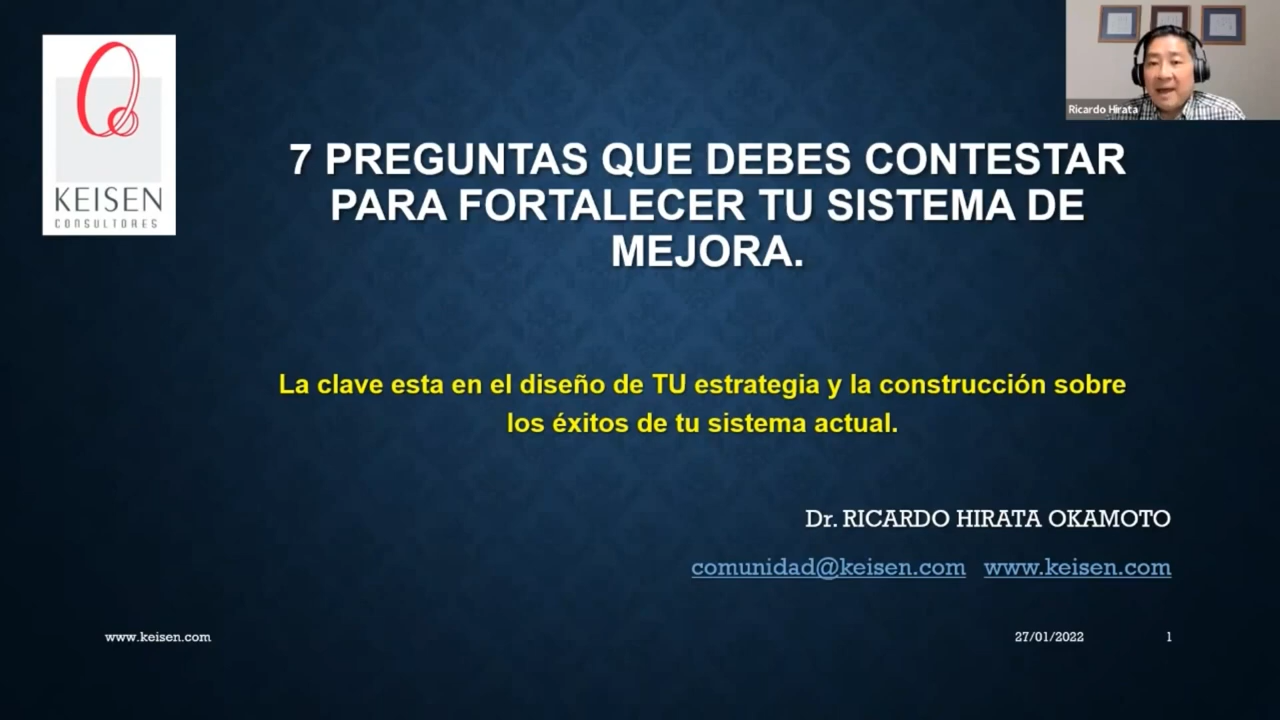 KEISEN
CONSULTORES
Ricardo Hirata
7 PREGUNTAS QUE DEBES CONTESTAR
PARA FORTALECER TU SISTEMA DE
MEJORA.
La clave esta en el diseño de TU estrategia y la construcción sobre
los éxitos de tu sistema actual.
Dr. RICARDO HIRATA OKAMOTO
comunidad@keisen.com www.keisen.com
www.keisen.com 27/01/2022 1